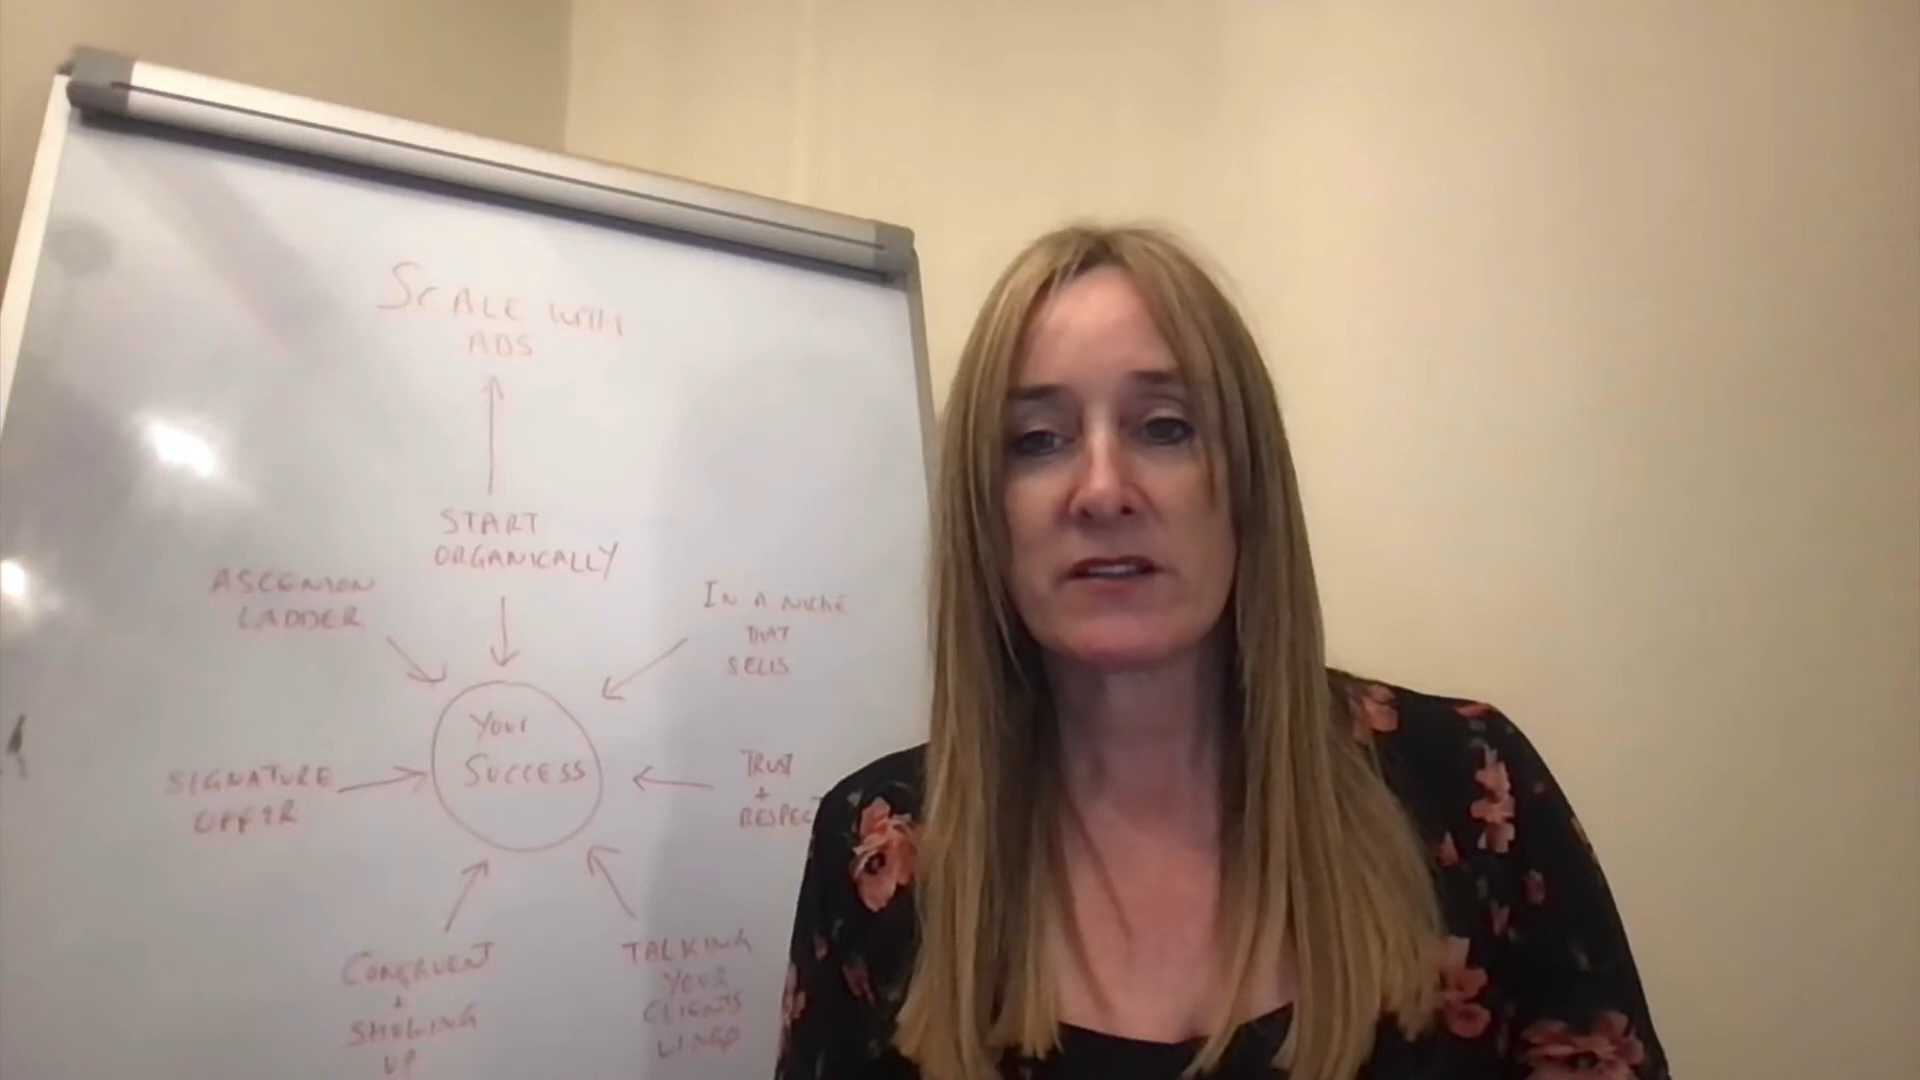 SCALE WITH
ADS
START
ORGANICALLY
ASCENSION
LADDER
IN A NICHE
THAT
SELLS
Your
SUCCESS
SIGNATURE
OFFER
TRUST
+
RESPEC
CONGRUENT
+
SHOWING
UP
TALKING
YOUR
CLIENTS
LINGO